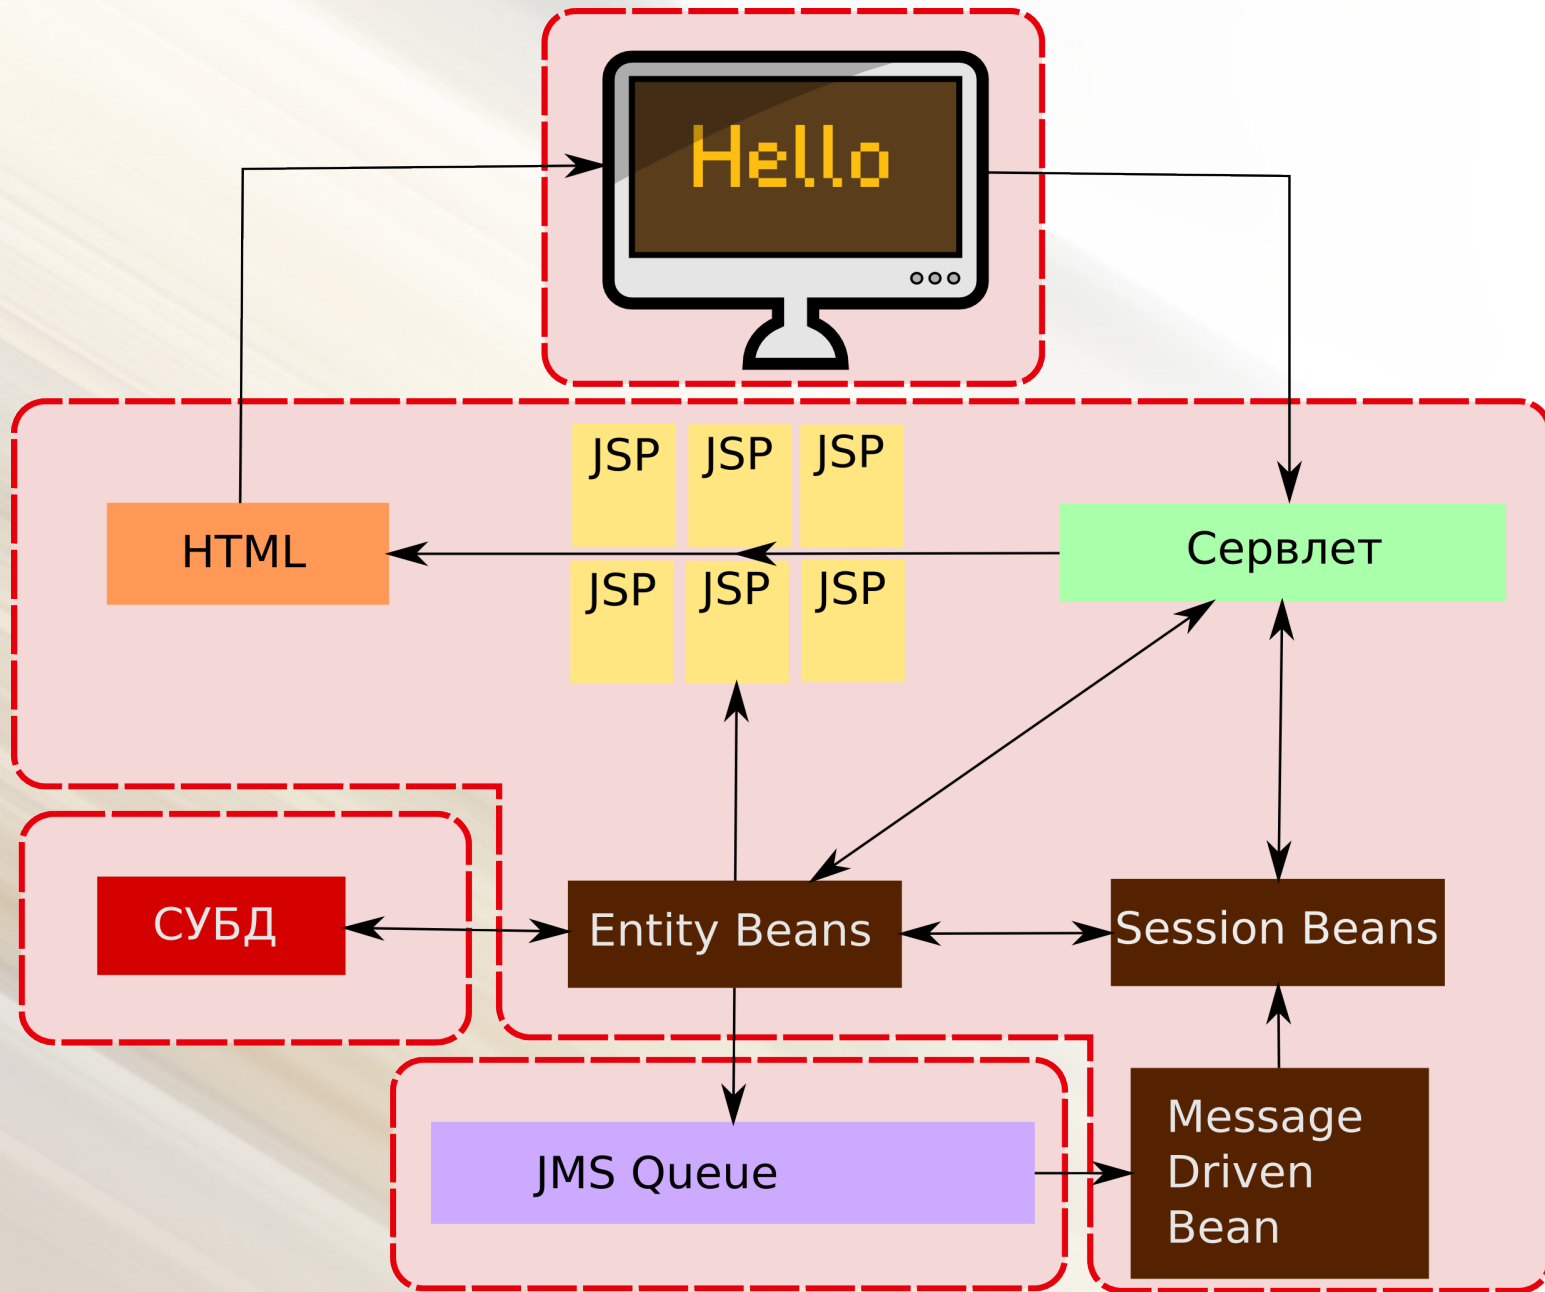 Hello
JSP JSP JSP
HTML
Сервлет
JSP JSP JSP
СУБД
Entity Beans
Session Beans
JMS Queue
Message
Driven
Bean